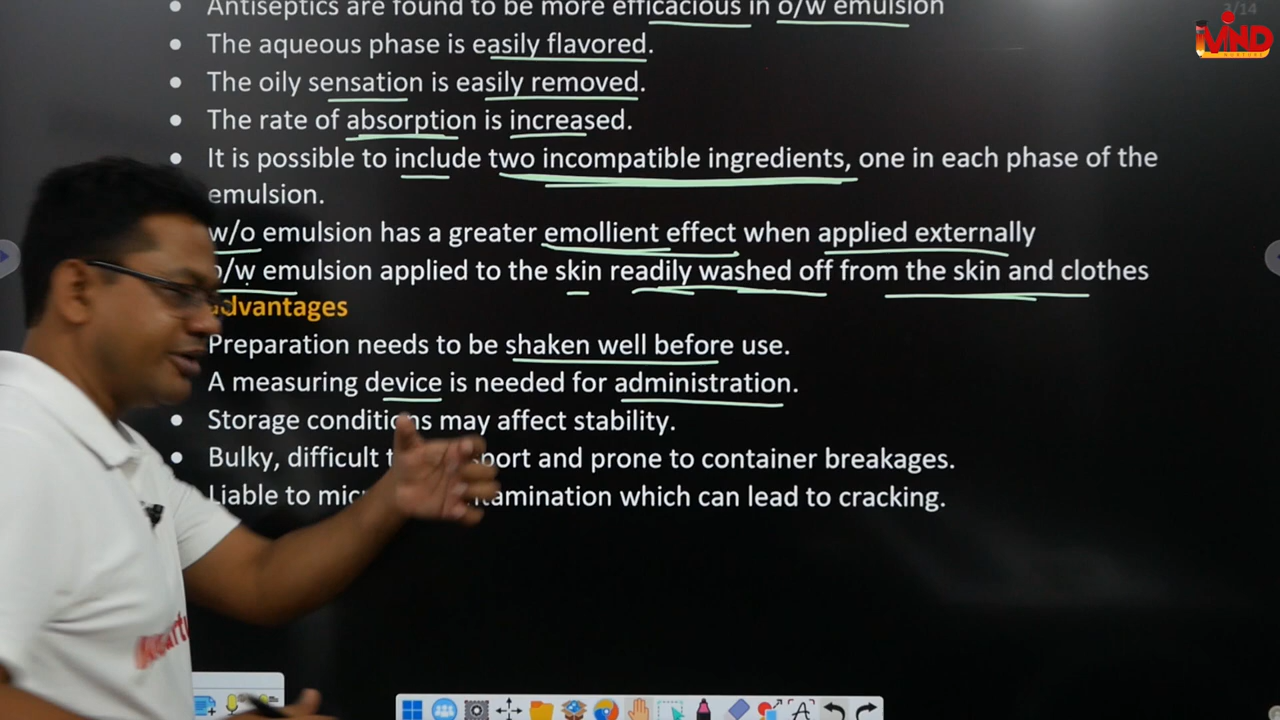 3/14
Antiseptics are found to be more efficacious in o/w emulsion
The aqueous phase is easily flavored.
The oily sensation is easily removed.
The rate of absorption is increased.
It is possible to include two incompatible ingredients, one in each phase of the
emulsion.
w/o emulsion has a greater emollient effect when applied externally
o/w emulsion applied to the skin readily washed off from the skin and clothes
advantages
Preparation needs to be shaken well before use.
A measuring device is needed for administration.
Storage conditions may affect stability.
Bulky, difficult and prone to container breakages.
Liable to which can lead to cracking.
MIND